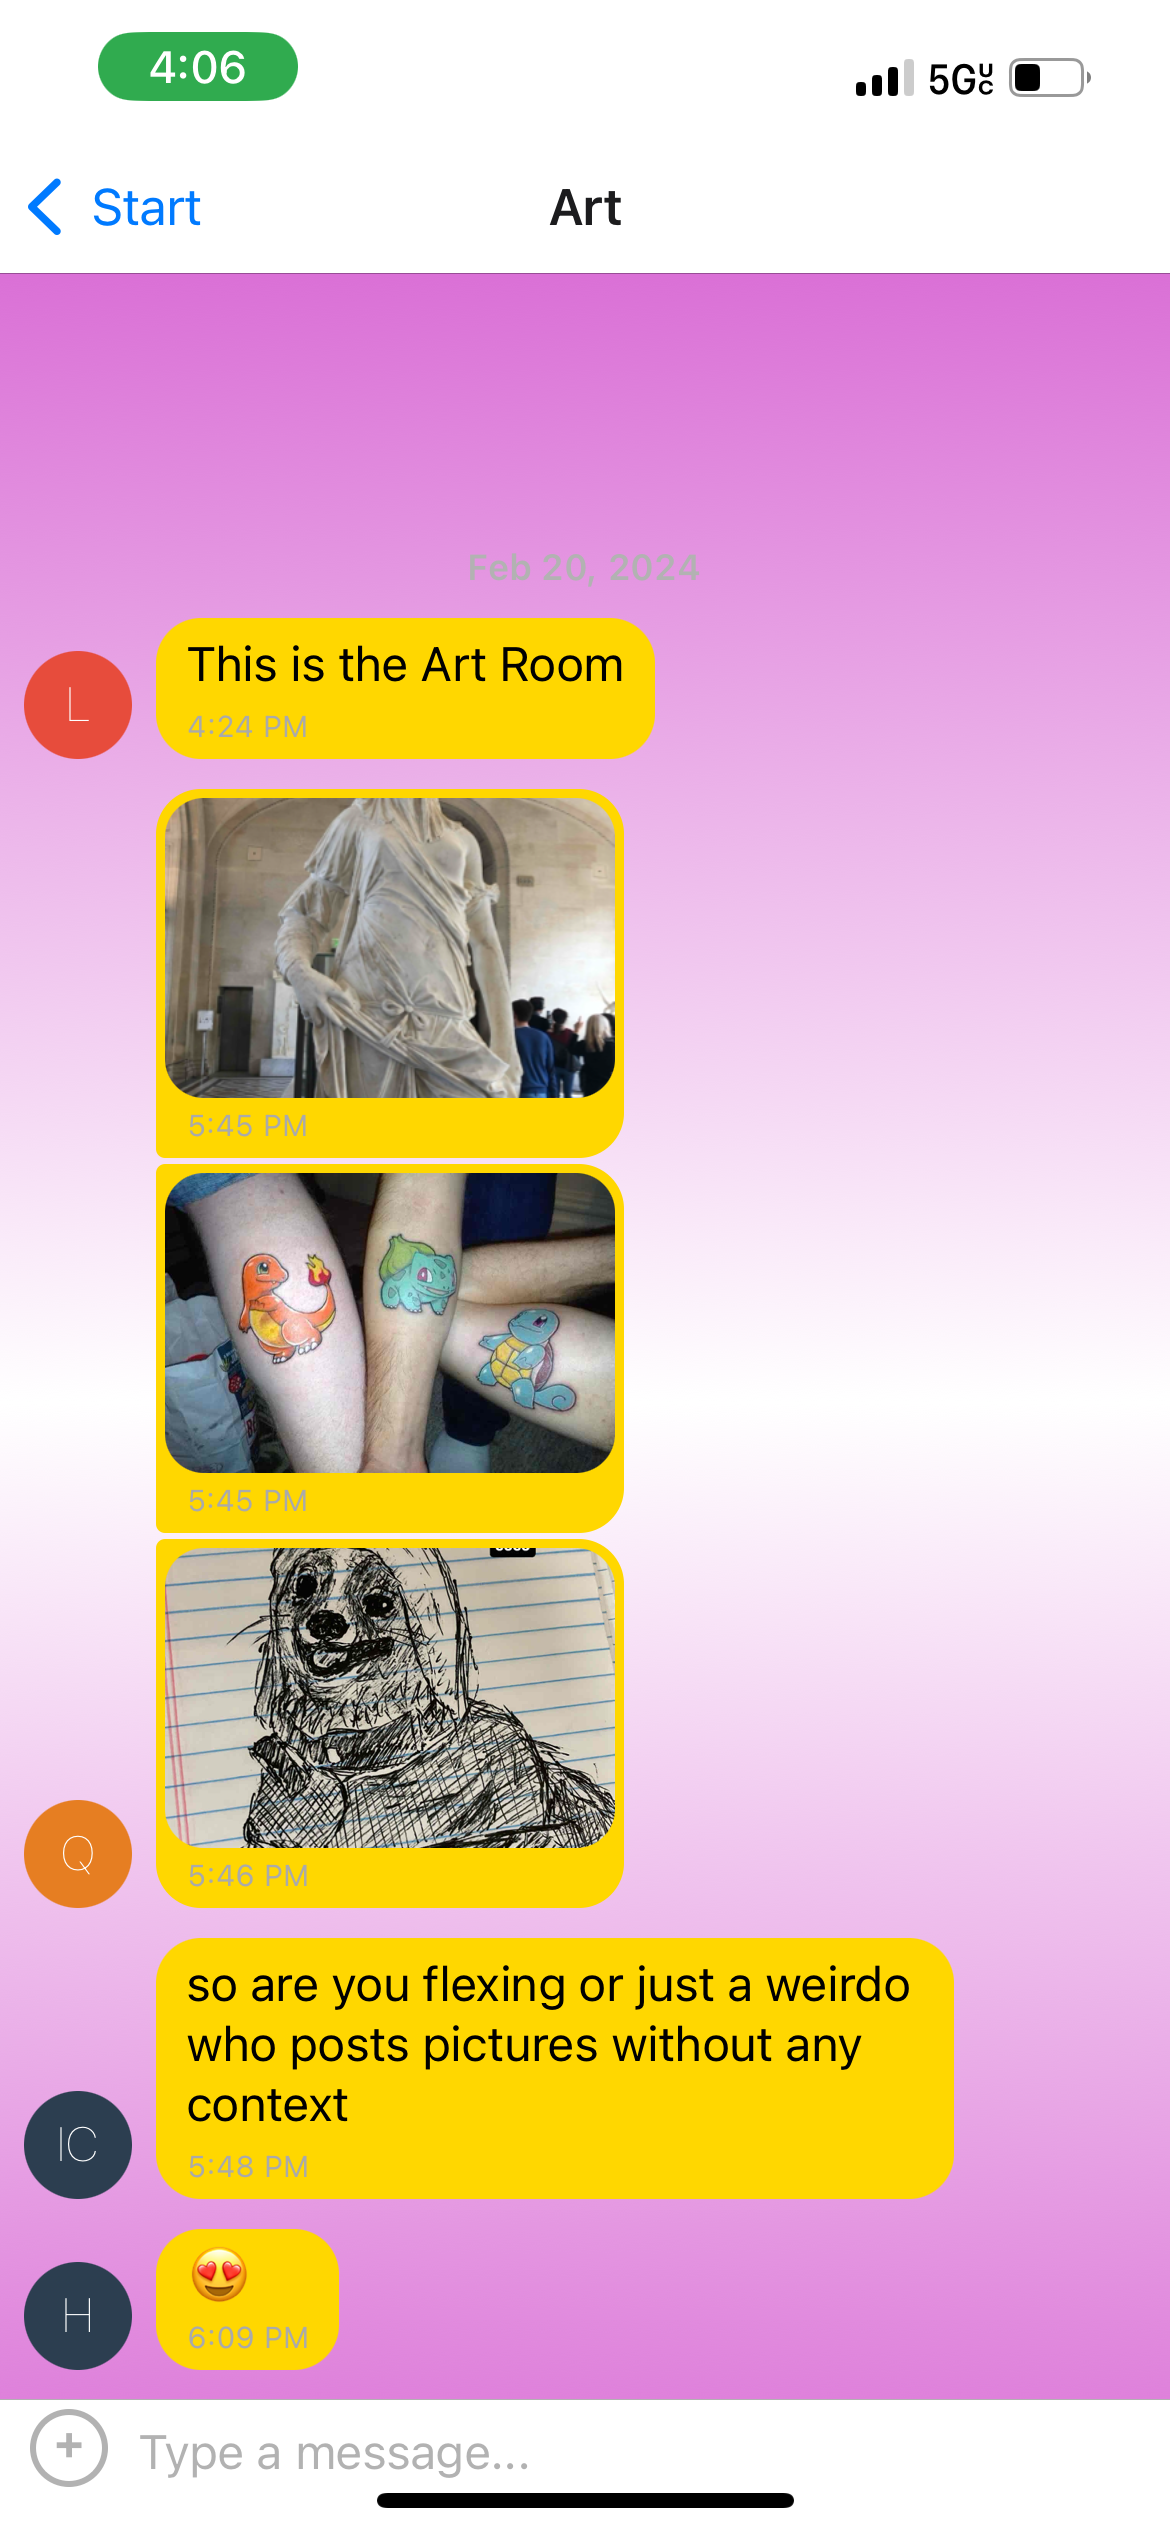 4:06
5G UC
Start
Art
Feb 20, 2024
L
This is the Art Room
4:24 PM
5:45 PM
5:45 PM
Q
5:46 PM
so are you flexing or just a weirdo
who posts pictures without any
context
IC
5:48 PM
H
6:09 PM
+
Type a message...